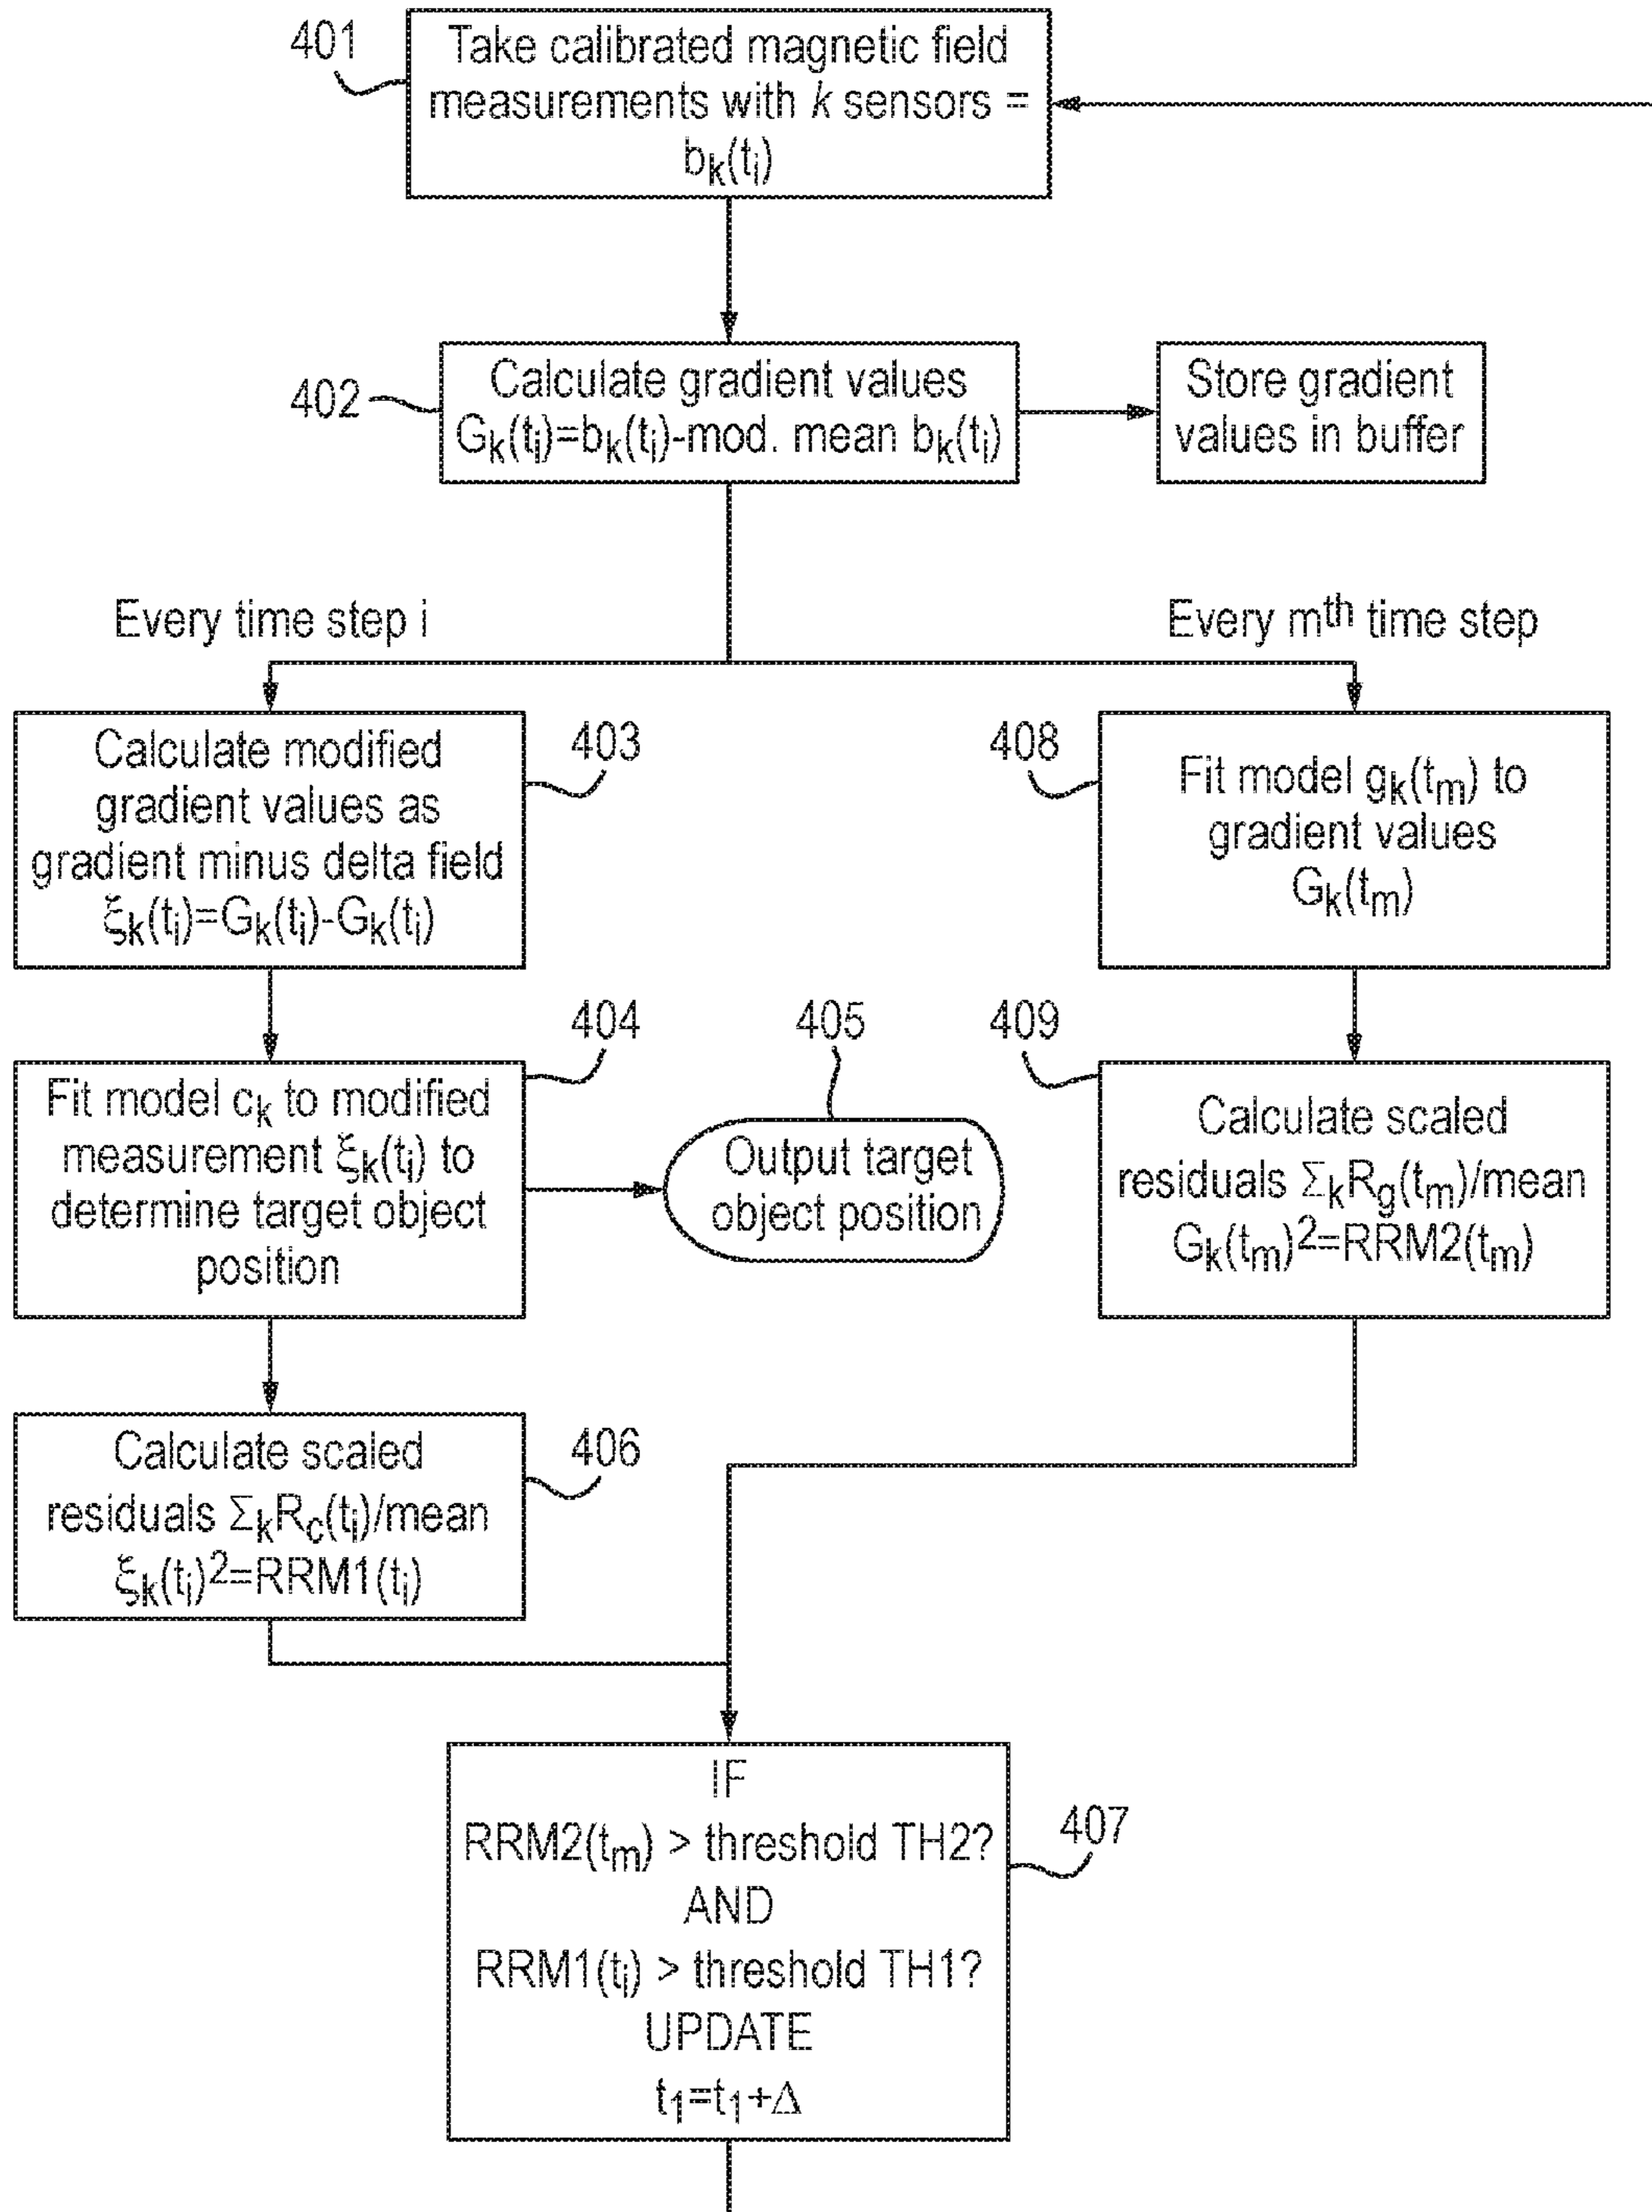 401
Take calibrated magnetic field
measurements with k sensors =
bk(ti)
402
Calculate gradient values
Gk(ti)=bk(ti)-mod. mean bk(ti)
Store gradient
values in buffer
Every time step i
Every mth time step
Calculate modified
gradient values as
gradient minus delta field
ξk(ti)=Gk(ti)-Gk(ti)
403
408
Fit model gk(tm) to
gradient values
Gk(tm)
404
405
409
Fit model ck to modified
measurement ξk(ti) to
determine target object
position
Output target
object position
Calculate scaled
residuals ΣkRg(tm)/mean
Gk(tm)2=RRM2(tm)
Calculate scaled
residuals ΣkRc(ti)/mean
ξk(ti)2=RRM1(ti)
406
IF
RRM2(tm) > threshold TH2?
AND
RRM1(ti) > threshold TH1?
UPDATE
t1=t1+Δ
407